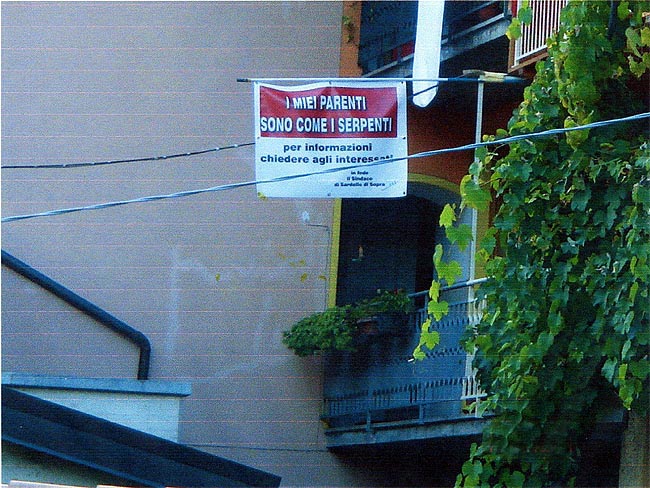 I MIEI PARENTI
SONO COME I SERPENTI
per informazioni
chiedere agli interessati
in fede
il Sindaco
di Sardello di Sopra